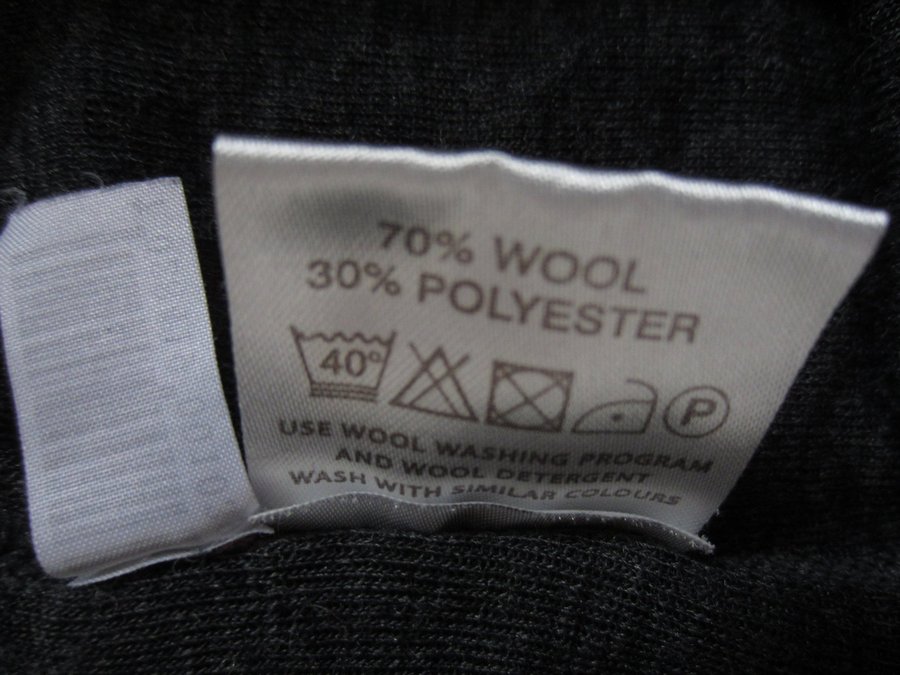 70% WOOL
30% POLYESTER
40° P
USE WOOL WASHING PROGRAM
AND WOOL DETERGENT
WASH WITH SIMILAR COLOURS